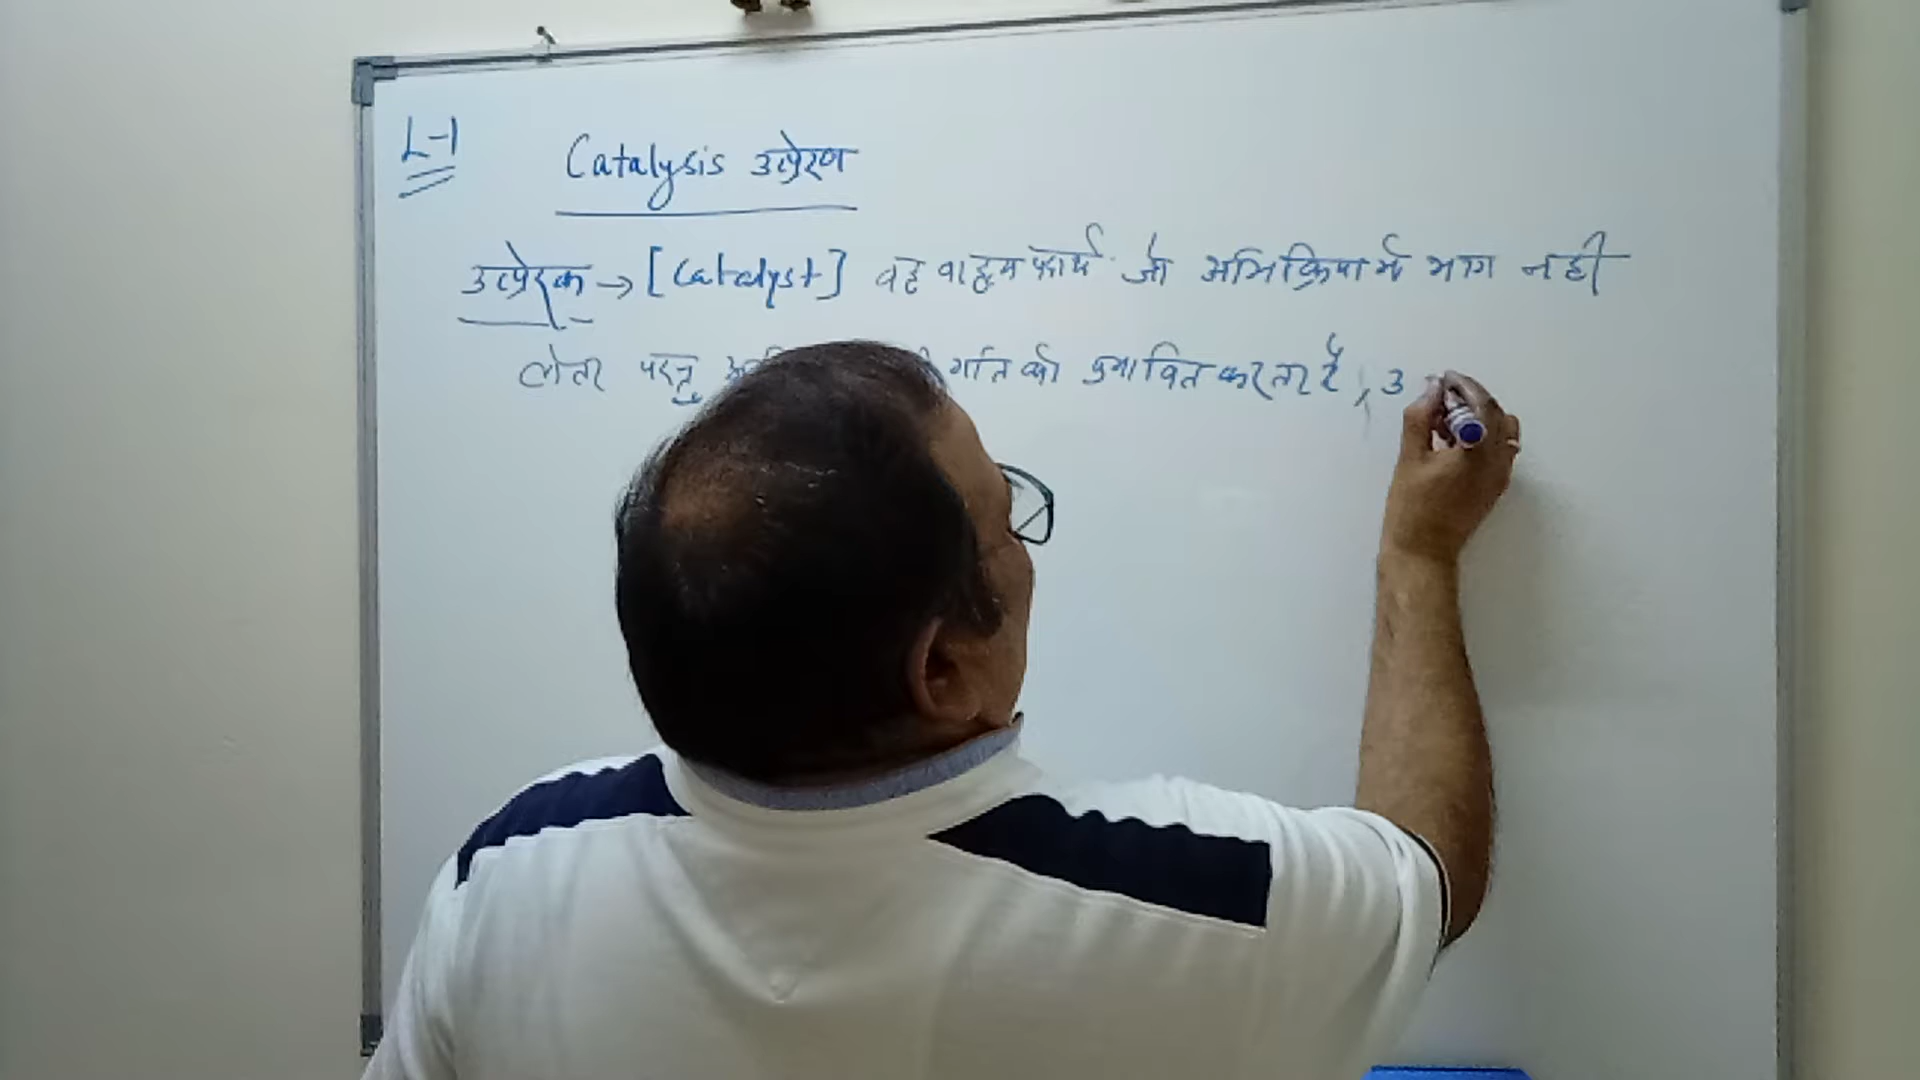 L-1
Catalysis उत्प्रेरण
उत्प्रेरक → [Catalyst] वह बाह्य पदार्थ जो अभिक्रिया में भाग नही
लेता परन्तु गति को प्रभावित करता है, उ